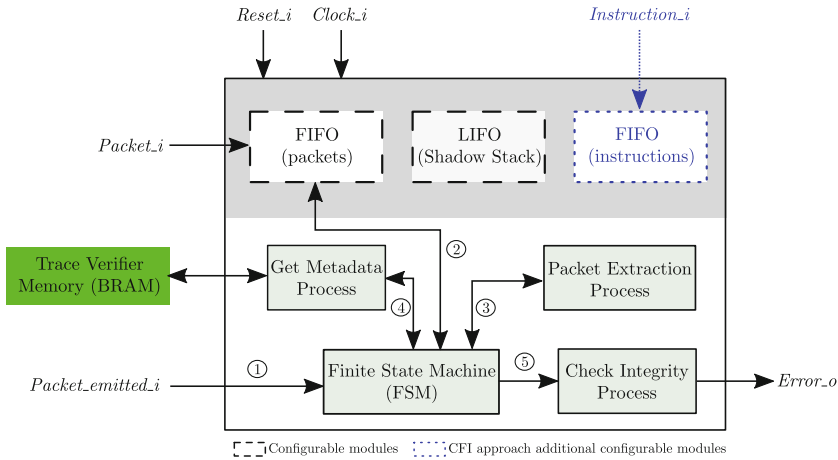 Reset_i
Clock_i
Instruction_i
Packet_i
FIFO
(packets)
LIFO
(Shadow Stack)
FIFO
(instructions)
②
Trace Verifier
Memory (BRAM)
Get Metadata
Process
Packet Extraction
Process
④
③
Packet_emitted_i
①
Finite State Machine
(FSM)
⑤
Check Integrity
Process
Error_o
Configurable modules
CFI approach additional configurable modules